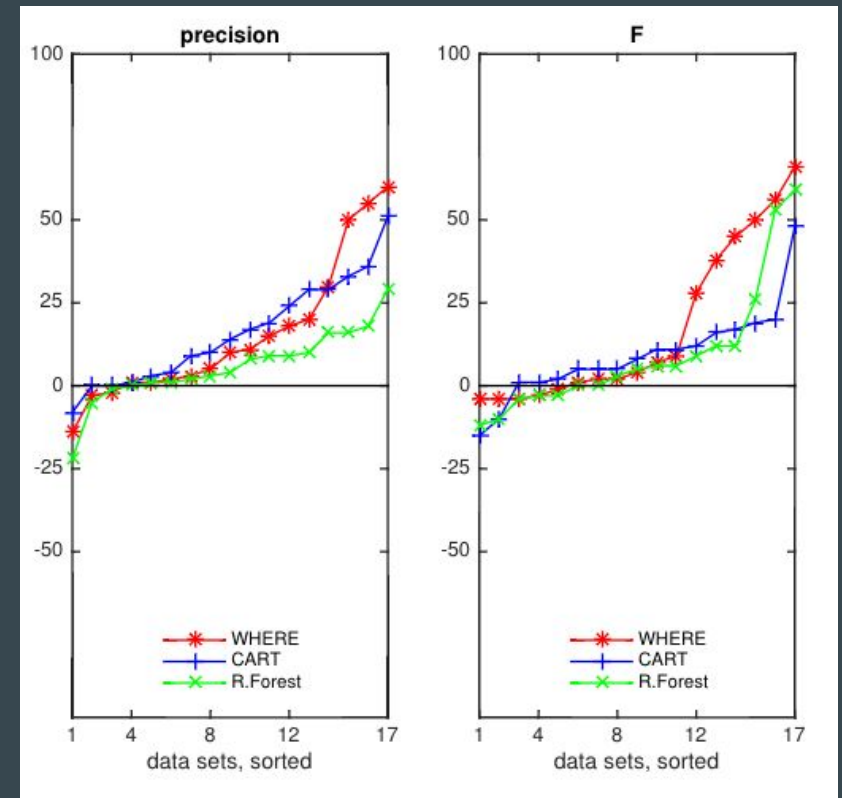 precision
100
50
25
0
-25
-50
WHERE
CART
R.Forest
1 4 8 12 17
data sets, sorted
F
100
50
25
0
-25
-50
WHERE
CART
R.Forest
1 4 8 12 17
data sets, sorted